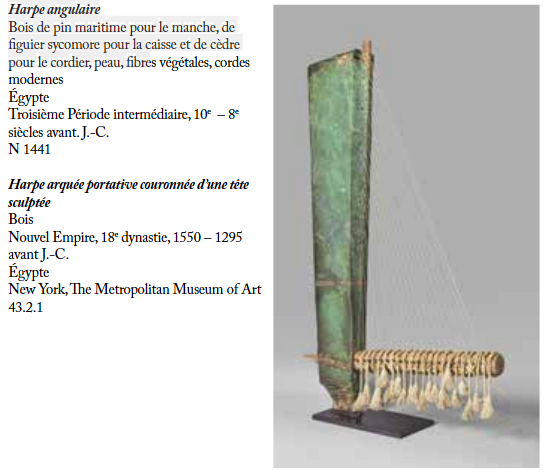 Harpe angulaire
Bois de pin maritime pour le manche, de
figuier sycomore pour la caisse et de cèdre
pour le cordier, peau, fibres végétales, cordes
modernes
Égypte
Troisième Période intermédiaire, 10e – 8e
siècles avant. J.-C.
N 1441
Harpe arquée portative couronnée d'une tête
sculptée
Bois
Nouvel Empire, 18e dynastie, 1550 – 1295
avant J.-C.
Égypte
New York, The Metropolitan Museum of Art
43.2.1